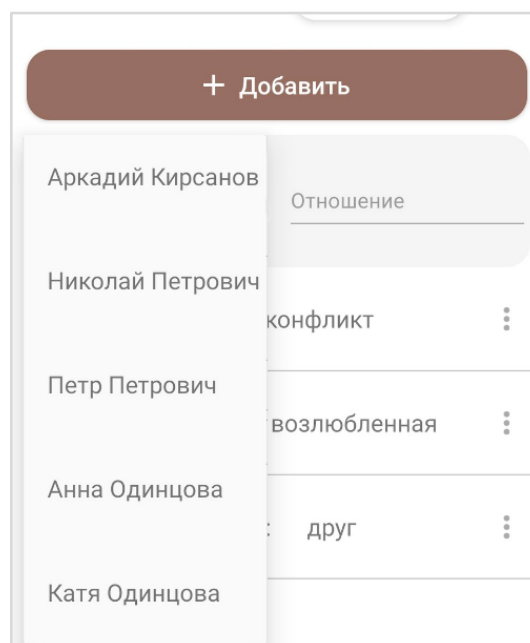 + Добавить
Аркадий Кирсанов
Отношение
Николай Петрович
конфликт
Петр Петрович
возлюбленная
Анна Одинцова
: друг
Катя Одинцова